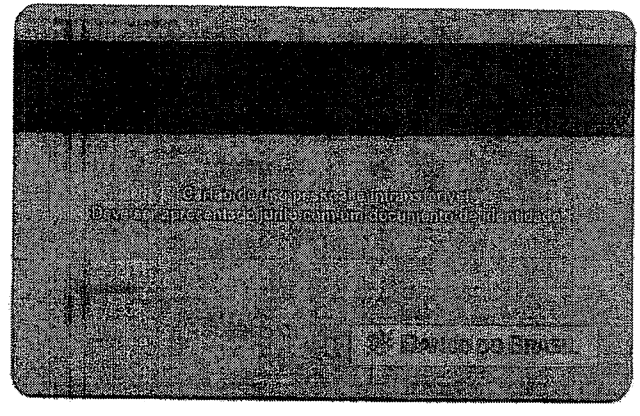 Cartão de uso pessoal e intransferível.
Deve ser apresentado junto com um documento de identidade.
BANCO DO BRASIL